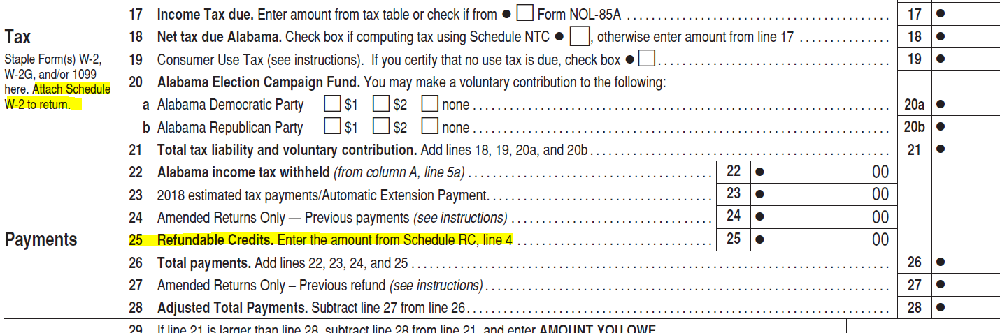 17 Income Tax due. Enter amount from tax table or check if from ● Form NOL-85A 17 ●
Tax
18 Net tax due Alabama. Check box if computing tax using Schedule NTC ● , otherwise enter amount from line 17 18 ●
Staple Form(s) W-2,
W-2G, and/or 1099
here. Attach Schedule
W-2 to return.
19 Consumer Use Tax (see instructions). If you certify that no use tax is due, check box ● 19 ●
20 Alabama Election Campaign Fund. You may make a voluntary contribution to the following:
a Alabama Democratic Party $1 $2 none 20a ●
b Alabama Republican Party $1 $2 none 20b ●
21 Total tax liability and voluntary contribution. Add lines 18, 19, 20a, and 20b 21 ●
Payments
22 Alabama income tax withheld (from column A, line 5a) 22 ● 00
23 2018 estimated tax payments/Automatic Extension Payment. 23 ● 00
24 Amended Returns Only — Previous payments (see instructions) 24 ● 00
25 Refundable Credits. Enter the amount from Schedule RC, line 4 25 ● 00
26 Total payments. Add lines 22, 23, 24, and 25 26 ●
27 Amended Returns Only – Previous refund (see instructions) 27 ●
28 Adjusted Total Payments. Subtract line 27 from line 26 28 ●
29 If line 21 is larger than line 28, subtract line 28 from line 21, and enter AMOUNT YOU OWE